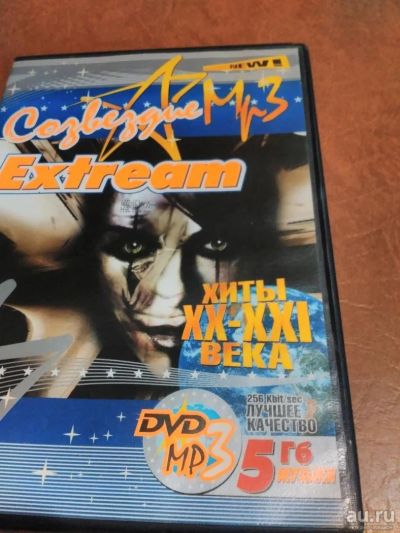 NEW!
Созвездие Mp3
Extream
ХИТЫ
XX-XXI
ВЕКА
256 Kbit/sec
ЛУЧШЕЕ
КАЧЕСТВО
DVD
MP3
5 Гб
МУЗЫКИ
au.ru